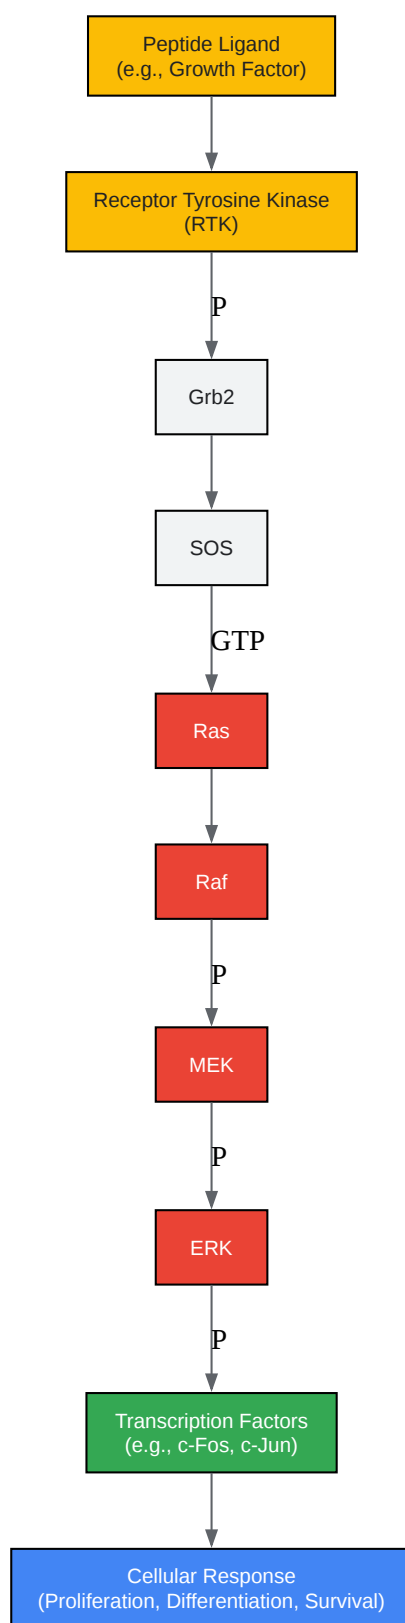 Peptide Ligand
(e.g., Growth Factor)
Receptor Tyrosine Kinase
(RTK)
P
Grb2
SOS
GTP
Ras
Raf
P
MEK
P
ERK
P
Transcription Factors
(e.g., c-Fos, c-Jun)
Cellular Response
(Proliferation, Differentiation, Survival)